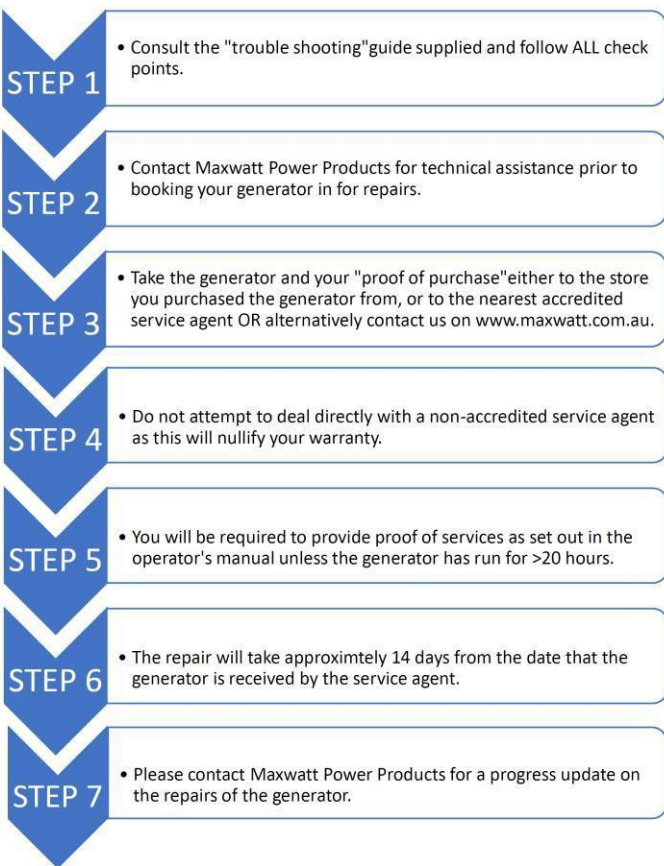 STEP 1
• Consult the "trouble shooting"guide supplied and follow ALL check
points.
STEP 2
• Contact Maxwatt Power Products for technical assistance prior to
booking your generator in for repairs.
STEP 3
• Take the generator and your "proof of purchase"either to the store
you purchased the generator from, or to the nearest accredited
service agent OR alternatively contact us on www.maxwatt.com.au.
STEP 4
• Do not attempt to deal directly with a non-accredited service agent
as this will nullify your warranty.
STEP 5
• You will be required to provide proof of services as set out in the
operator's manual unless the generator has run for >20 hours.
STEP 6
• The repair will take approximtely 14 days from the date that the
generator is received by the service agent.
STEP 7
• Please contact Maxwatt Power Products for a progress update on
the repairs of the generator.